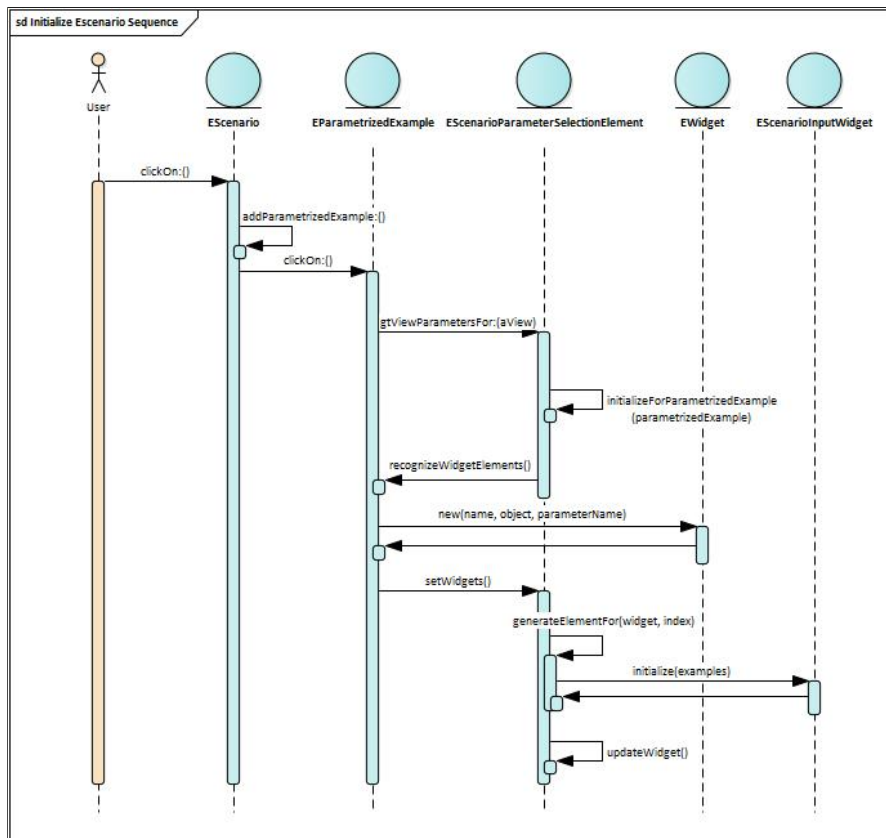 sd Initialize Escenario Sequence
User
EScenario
EParametrizedExample
EScenarioParameterSelectionElement
EWidget
EScenarioInputWidget
clickOn:()
addParametrizedExample:()
clickOn:()
gtViewParametersFor:(aView)
initializeForParametrizedExample
(parametrizedExample)
recognizeWidgetElements()
new(name, object, parameterName)
setWidgets()
generateElementFor(widget, index)
initialize(examples)
updateWidget()